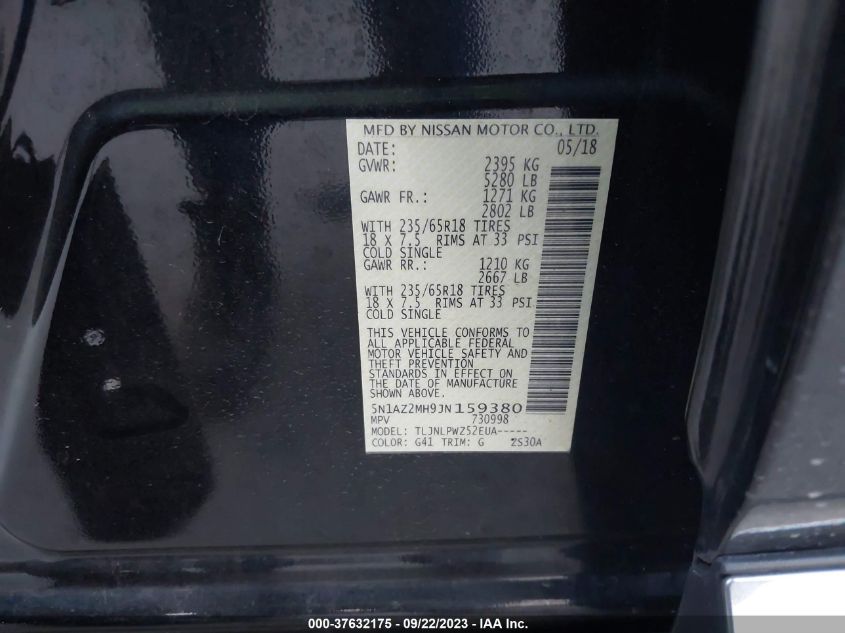 MFD BY NISSAN MOTOR CO., LTD.
DATE: 05/18
GVWR: 2395 KG
5280 LB
GAWR FR.: 1271 KG
2802 LB
WITH 235/65R18 TIRES
18 X 7.5 RIMS AT 33 PSI
COLD SINGLE
GAWR RR.: 1210 KG
2667 LB
WITH 235/65R18 TIRES
18 X 7.5 RIMS AT 33 PSI
COLD SINGLE
THIS VEHICLE CONFORMS TO
ALL APPLICABLE FEDERAL
MOTOR VEHICLE SAFETY AND
THEFT PREVENTION
STANDARDS IN EFFECT ON
THE DATE OF MANUFACTURE
SHOWN ABOVE.
5N1AZ2MH9JN159380
MPV 730998
MODEL: TLJNLPWZ52EUA-----
COLOR: G41 TRIM: G 2S30A
000-37632175 - 09/22/2023 - IAA Inc.